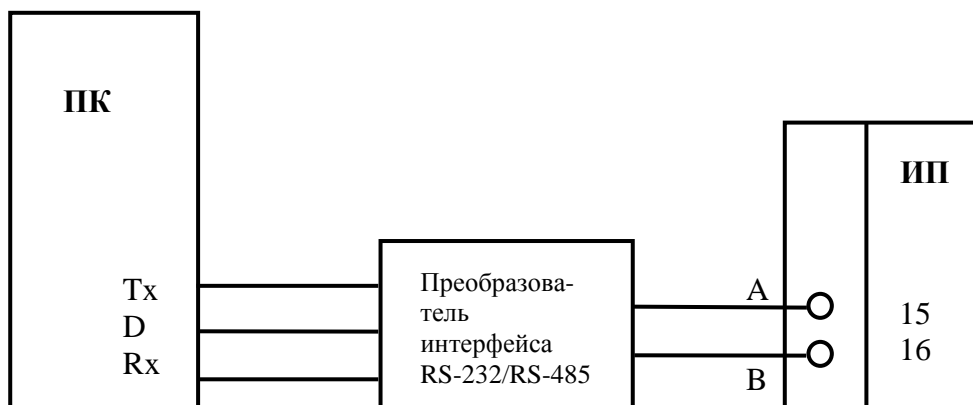 ПК
ИП
Tx
D
Rx
Преобразова-
тель
интерфейса
RS-232/RS-485
A
B
15
16